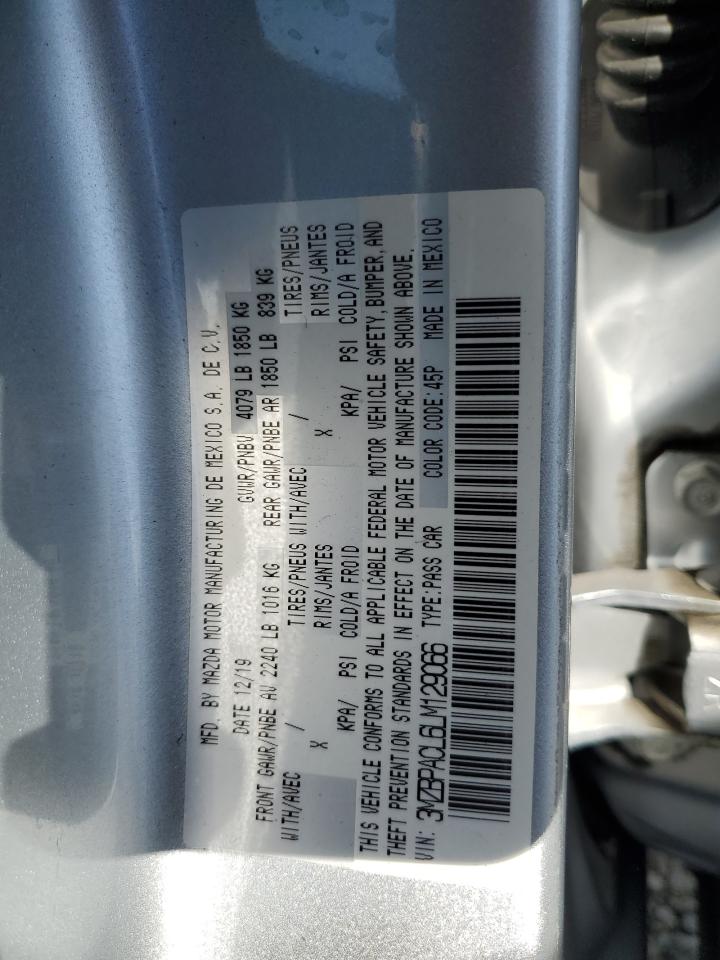 MFD. BY MAZDA MOTOR MANUFACTURING DE MEXICO S.A. DE C.V.
DATE 12/19 GVWR/PNBV 4079 LB 1850 KG
FRONT GAWR/PNBE AV 2240 LB 1016 KG REAR GAWR/PNBE AR 1850 LB 839 KG
WITH/AVEC / TIRES/PNEUS WITH/AVEC / TIRES/PNEUS
X RIMS/JANTES X RIMS/JANTES
KPA/ PSI COLD/A FROID KPA/ PSI COLD/A FROID
THIS VEHICLE CONFORMS TO ALL APPLICABLE FEDERAL MOTOR VEHICLE SAFETY, BUMPER, AND
THEFT PREVENTION STANDARDS IN EFFECT ON THE DATE OF MANUFACTURE SHOWN ABOVE.
VIN: 3MZBPACL6LM129066 TYPE:PASS CAR COLOR CODE:45P MADE IN MEXICO